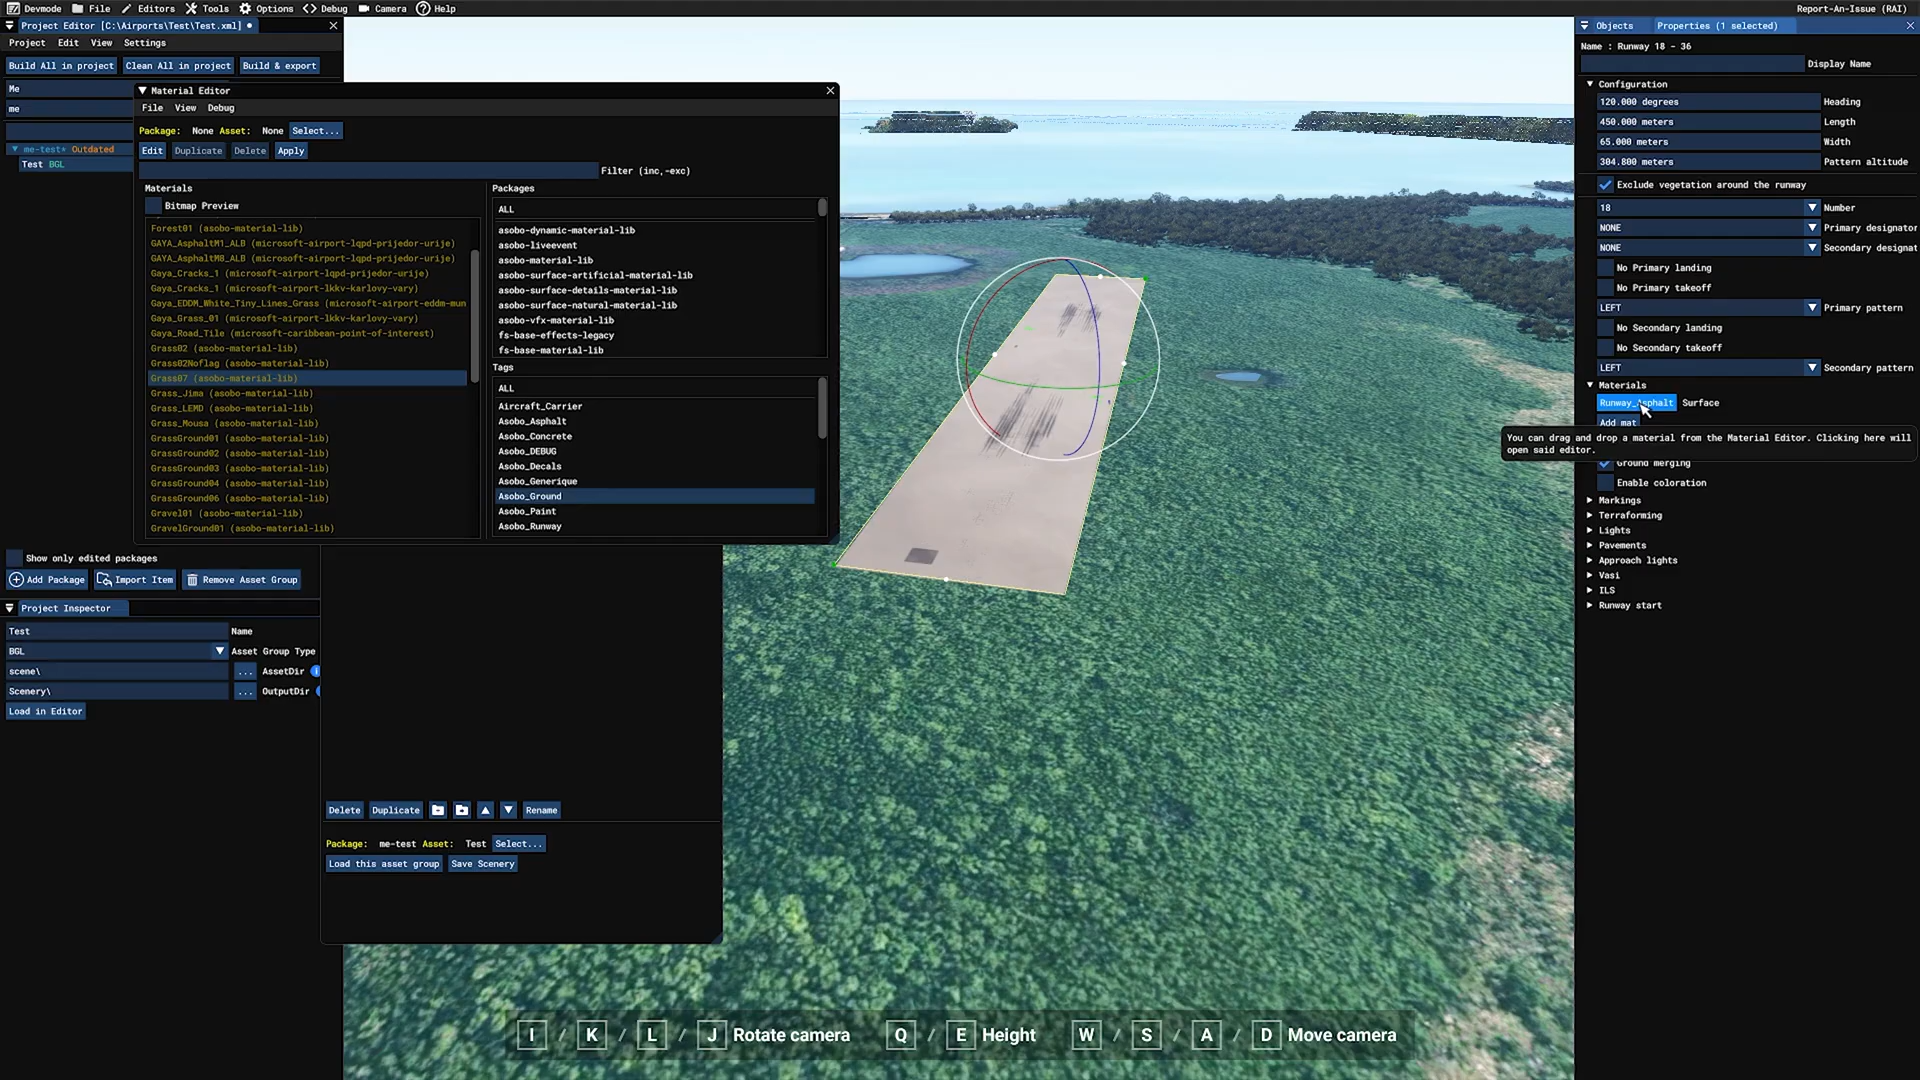 Devmode File Editors Tools Options Debug Camera Help Report-An-Issue (RAI)
Project Editor [C:\Airports\Test\Test.xml]
Project Edit View Settings
Build All in project Clean All in project Build & export
Me
me
me-test* Outdated
Test BGL
Show only edited packages
Add Package Import Item Remove Asset Group
Project Inspector
Test Name
BGL Asset Group Type
scene\ ... AssetDir
Scenery\ ... OutputDir
Load in Editor
Material Editor
File View Debug
Package: None Asset: None Select...
Edit Duplicate Delete Apply
Filter (inc,-exc)
Materials
Bitmap Preview
Forest01 (asobo-material-lib)
GAYA_AsphaltM1_ALB (microsoft-airport-lqpd-prijedor-urije)
GAYA_AsphaltM8_ALB (microsoft-airport-lqpd-prijedor-urije)
Gaya_Cracks_1 (microsoft-airport-lqpd-prijedor-urije)
Gaya_Cracks_1 (microsoft-airport-lkkv-karlovy-vary)
Gaya_EDDM_White_Tiny_Lines_Grass (microsoft-airport-eddm-mun
Gaya_Grass_01 (microsoft-airport-lkkv-karlovy-vary)
Gaya_Road_Tile (microsoft-caribbean-point-of-interest)
Grass02 (asobo-material-lib)
Grass02Noflag (asobo-material-lib)
Grass07 (asobo-material-lib)
Grass_Jima (asobo-material-lib)
Grass_LEMD (asobo-material-lib)
Grass_Mousa (asobo-material-lib)
GrassGround01 (asobo-material-lib)
GrassGround02 (asobo-material-lib)
GrassGround03 (asobo-material-lib)
GrassGround04 (asobo-material-lib)
GrassGround06 (asobo-material-lib)
Gravel01 (asobo-material-lib)
GravelGround01 (asobo-material-lib)
Packages
ALL
asobo-dynamic-material-lib
asobo-liveevent
asobo-material-lib
asobo-surface-artificial-material-lib
asobo-surface-details-material-lib
asobo-surface-natural-material-lib
asobo-vfx-material-lib
fs-base-effects-legacy
fs-base-material-lib
Tags
ALL
Aircraft_Carrier
Asobo_Asphalt
Asobo_Concrete
Asobo_DEBUG
Asobo_Decals
Asobo_Generique
Asobo_Ground
Asobo_Paint
Asobo_Runway
Delete Duplicate Rename
Package: me-test Asset: Test Select...
Load this asset group Save Scenery
Objects Properties (1 selected)
Name : Runway 18 - 36
Display Name
Configuration
120.000 degrees Heading
450.000 meters Length
65.000 meters Width
304.800 meters Pattern altitude
Exclude vegetation around the runway
18 Number
NONE Primary designator
NONE Secondary designat
No Primary landing
No Primary takeoff
LEFT Primary pattern
No Secondary landing
No Secondary takeoff
LEFT Secondary pattern
Materials
Runway_Asphalt Surface
Add mat
You can drag and drop a material from the Material Editor. Clicking here will
open said editor.
Ground merging
Enable coloration
Markings
Terraforming
Lights
Pavements
Approach lights
Vasi
ILS
Runway start
I / K / L / J Rotate camera Q / E Height W / S / A / D Move camera